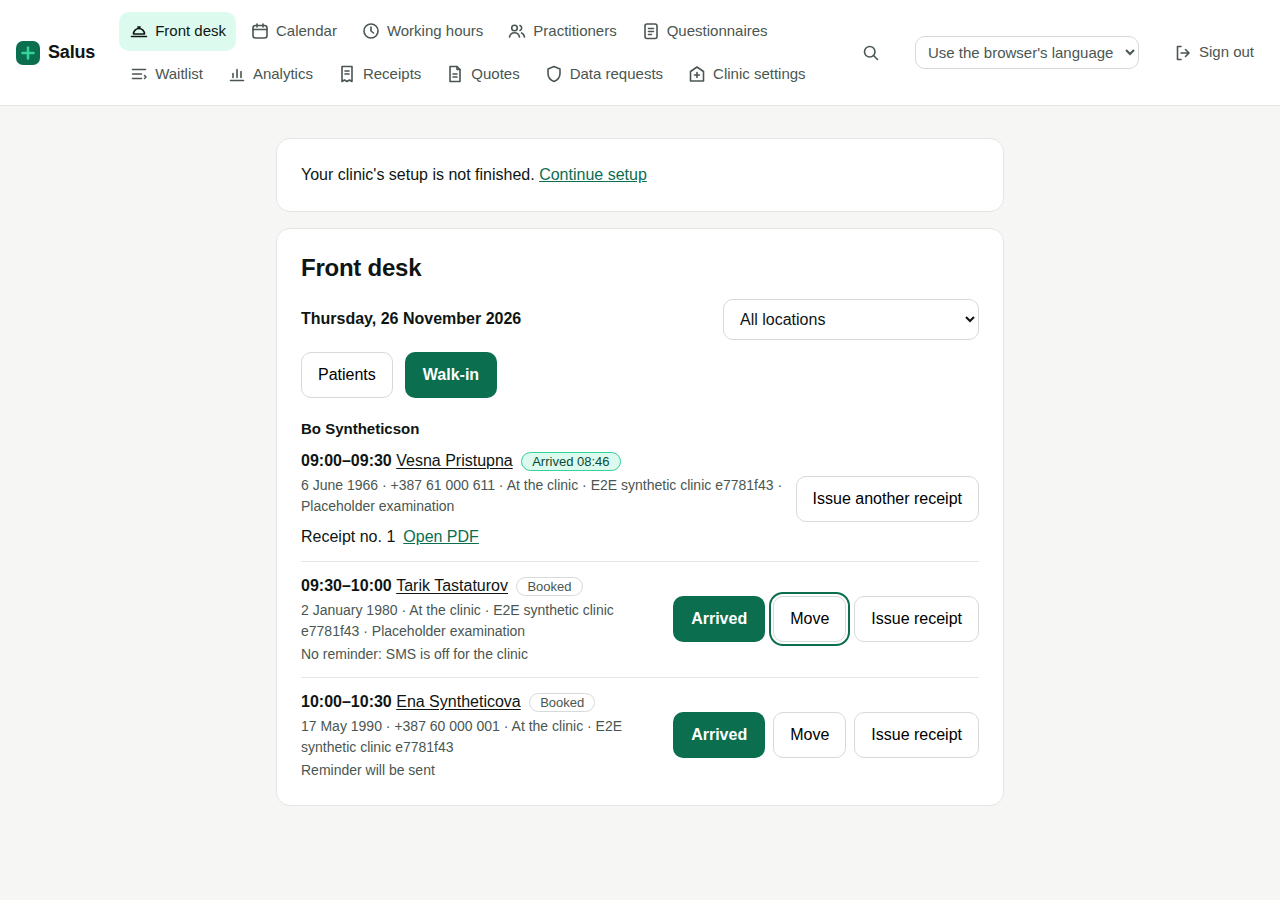 Salus
Front desk
Calendar
Working hours
Practitioners
Questionnaires
Waitlist
Analytics
Receipts
Quotes
Data requests
Clinic settings
Use the browser's language
Sign out
Your clinic's setup is not finished. Continue setup
Front desk
Thursday, 26 November 2026
All locations
Patients
Walk-in
Bo Syntheticson
09:00–09:30 Vesna Pristupna Arrived 08:46
6 June 1966 · +387 61 000 611 · At the clinic · E2E synthetic clinic e7781f43 ·
Placeholder examination
Issue another receipt
Receipt no. 1 Open PDF
09:30–10:00 Tarik Tastaturov Booked
2 January 1980 · At the clinic · E2E synthetic clinic
e7781f43 · Placeholder examination
No reminder: SMS is off for the clinic
Arrived
Move
Issue receipt
10:00–10:30 Ena Syntheticova Booked
17 May 1990 · +387 60 000 001 · At the clinic · E2E
synthetic clinic e7781f43
Reminder will be sent
Arrived
Move
Issue receipt